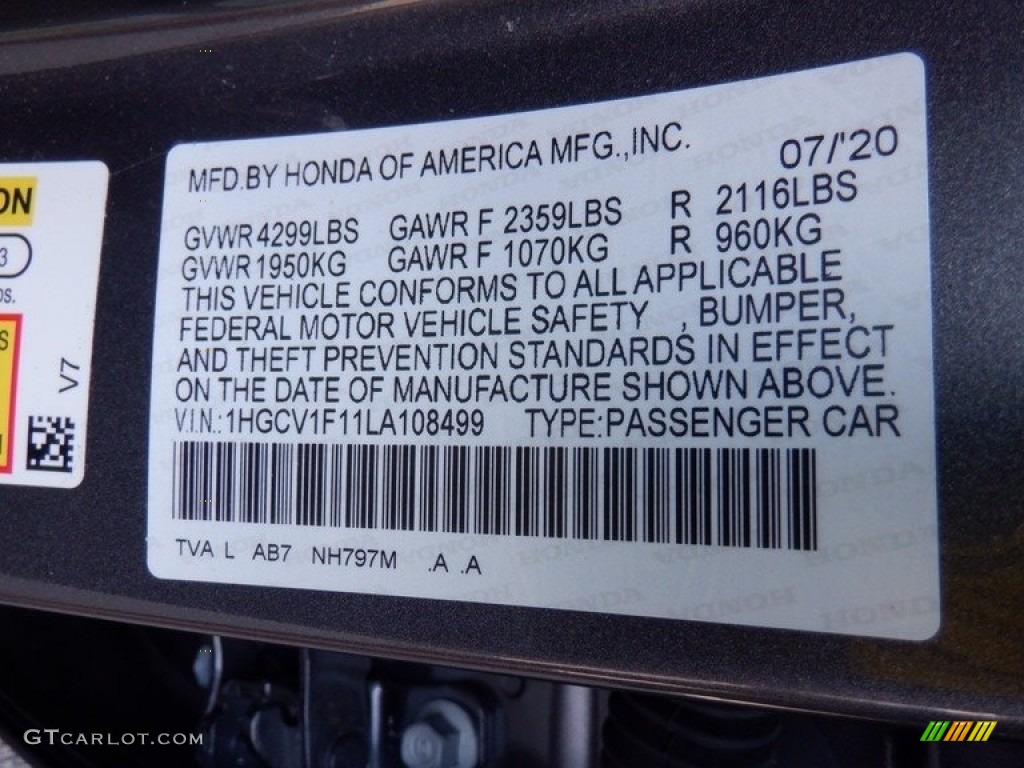 MFD.BY HONDA OF AMERICA MFG.,INC. 07/'20
GVWR 4299LBS GAWR F 2359LBS R 2116LBS
GVWR 1950KG GAWR F 1070KG R 960KG
THIS VEHICLE CONFORMS TO ALL APPLICABLE
FEDERAL MOTOR VEHICLE SAFETY , BUMPER,
AND THEFT PREVENTION STANDARDS IN EFFECT
ON THE DATE OF MANUFACTURE SHOWN ABOVE.
V.I.N.:1HGCV1F11LA108499 TYPE:PASSENGER CAR
TVA L AB7 NH797M .A .A
ON
3
OS.
S
V7
GTCARLOT.COM